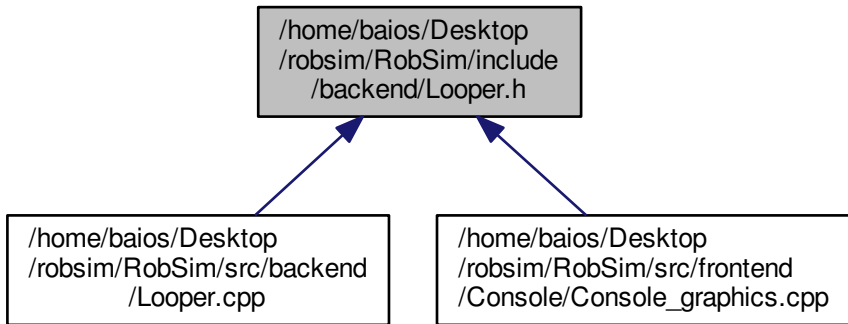 /home/baios/Desktop
/robsim/RobSim/include
/backend/Looper.h
/home/baios/Desktop
/robsim/RobSim/src/backend
/Looper.cpp
/home/baios/Desktop
/robsim/RobSim/src/frontend
/Console/Console_graphics.cpp